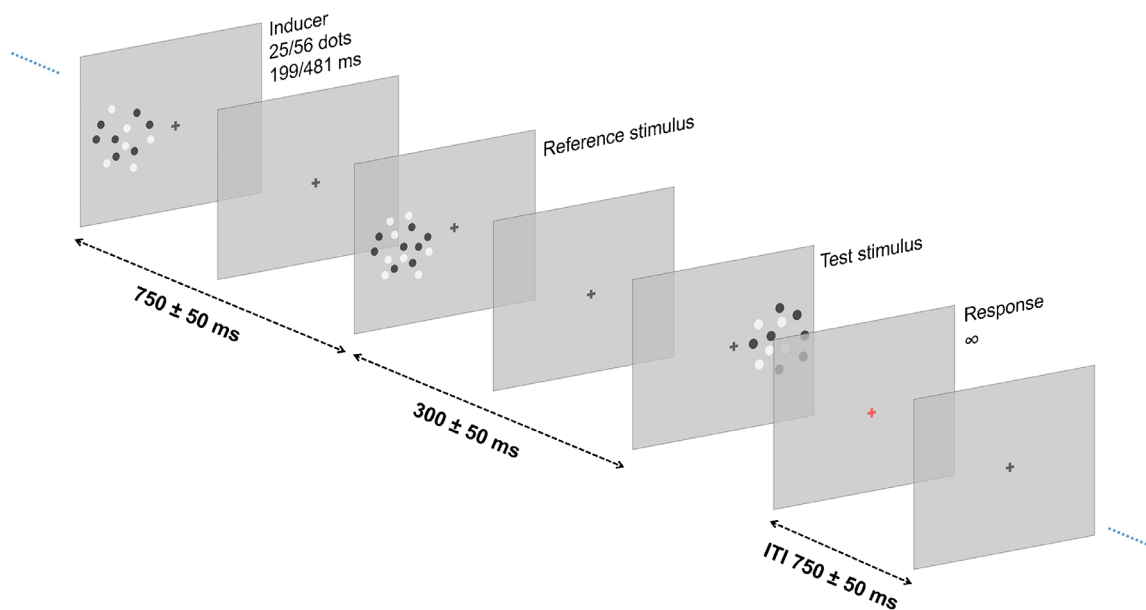 Inducer
25/56 dots
199/481 ms
Reference stimulus
Test stimulus
Response
∞
750 ± 50 ms
300 ± 50 ms
ITI 750 ± 50 ms